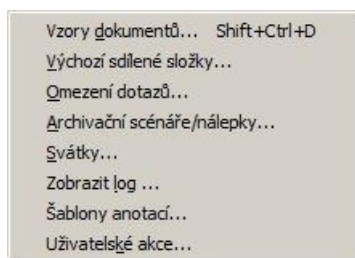 Vzory dokumentů... Shift+Ctrl+D
Výchozí sdílené složky...
Omezení dotazů...
Archivační scénáře/nálepky...
Svátky...
Zobrazit log ...
Šablony anotací...
Uživatelské akce...